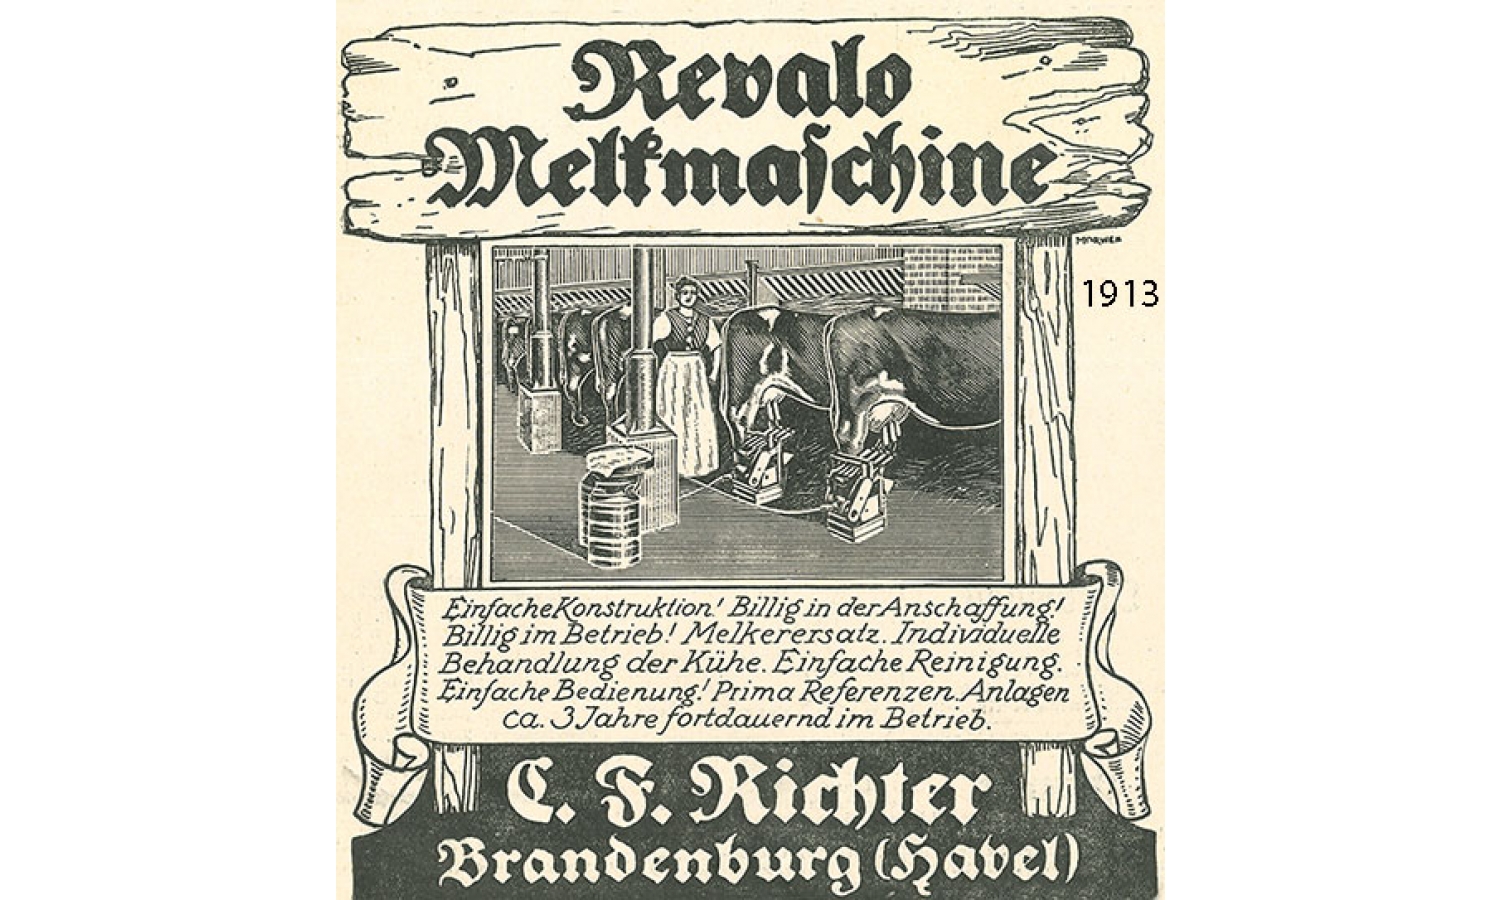 Revalo
Melkmaschine
1913
Einfache Konstruktion! Billig in der Anschaffung!
Billig im Betrieb! Melkerersatz. Individuelle
Behandlung der Kühe. Einfache Reinigung.
Einfache Bedienung! Prima Referenzen. Anlagen
ca. 3 Jahre fortdauernd im Betrieb.
C. F. Richter
Brandenburg (Havel)